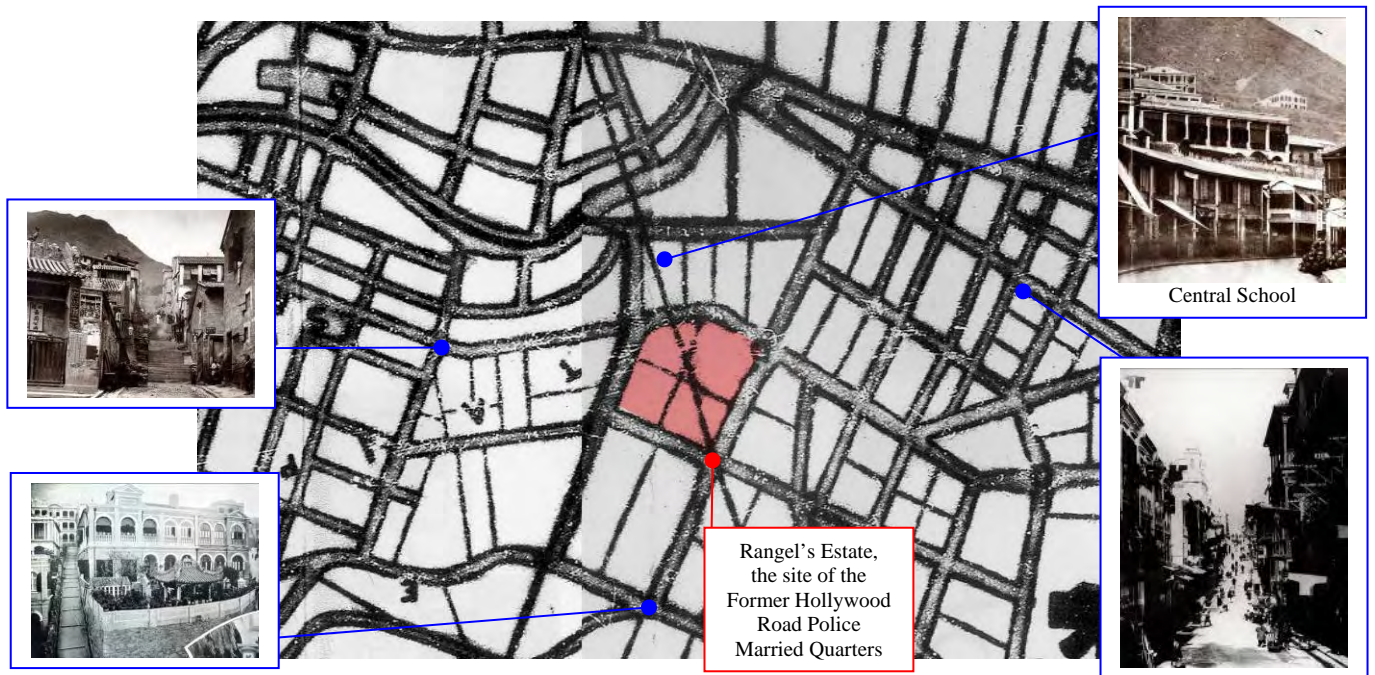 Central School
Rangel’s Estate,
the site of the
Former Hollywood
Road Police
Married Quarters